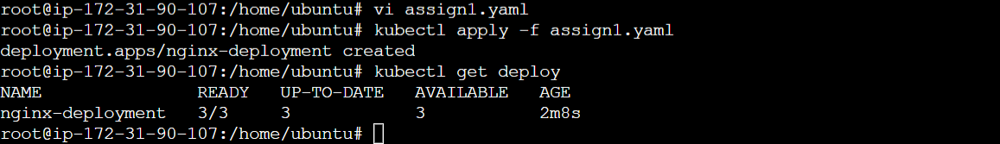 root@ip-172-31-90-107:/home/ubuntu# vi assign1.yaml
root@ip-172-31-90-107:/home/ubuntu# kubectl apply -f assign1.yaml
deployment.apps/nginx-deployment created
root@ip-172-31-90-107:/home/ubuntu# kubectl get deploy
NAME READY UP-TO-DATE AVAILABLE AGE
nginx-deployment 3/3 3 3 2m8s
root@ip-172-31-90-107:/home/ubuntu#